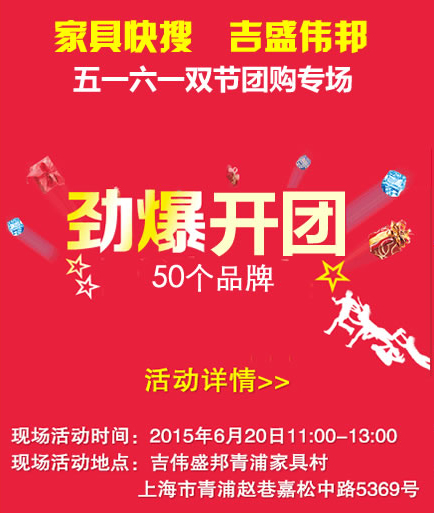 家具快搜 吉盛伟邦
五一六一双节团购专场
劲爆开团
50个品牌
活动详情>>
现场活动时间：2015年6月20日11:00-13:00
现场活动地点：吉伟盛邦青浦家具村
上海市青浦赵巷嘉松中路5369号